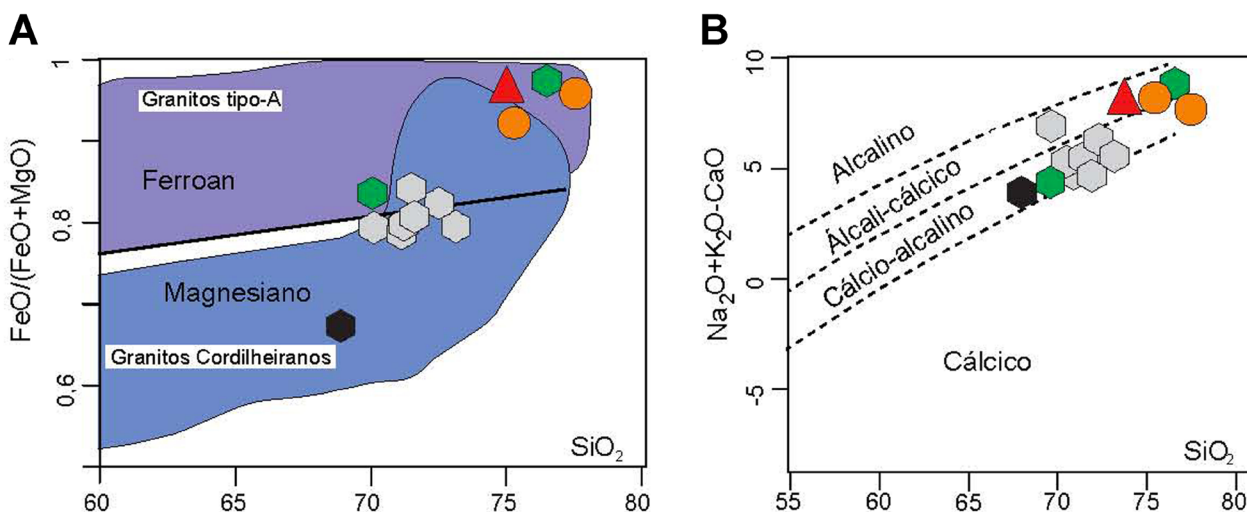 A
FeO/(FeO+MgO)
1
0,8
0,6
Granitos tipo-A
Ferroan
Magnesiano
Granitos Cordilheiranos
SiO2
60
65
70
75
80
B
Na2O+K2O-CaO
10
5
0
-5
Alcalino
Álcali-cálcico
Cálcio-alcalino
Cálcico
SiO2
55
60
65
70
75
80